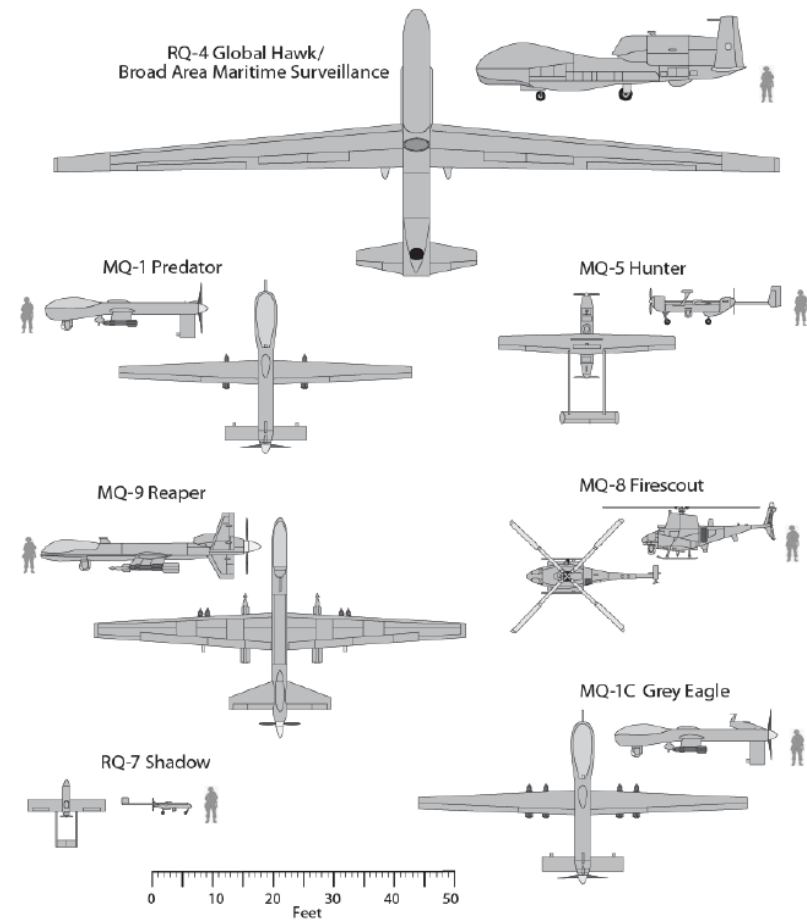 RQ-4 Global Hawk/
Broad Area Maritime Surveillance
MQ-1 Predator
MQ-5 Hunter
MQ-9 Reaper
MQ-8 Firescout
MQ-1C Grey Eagle
RQ-7 Shadow
0 10 20 30 40 50
Feet